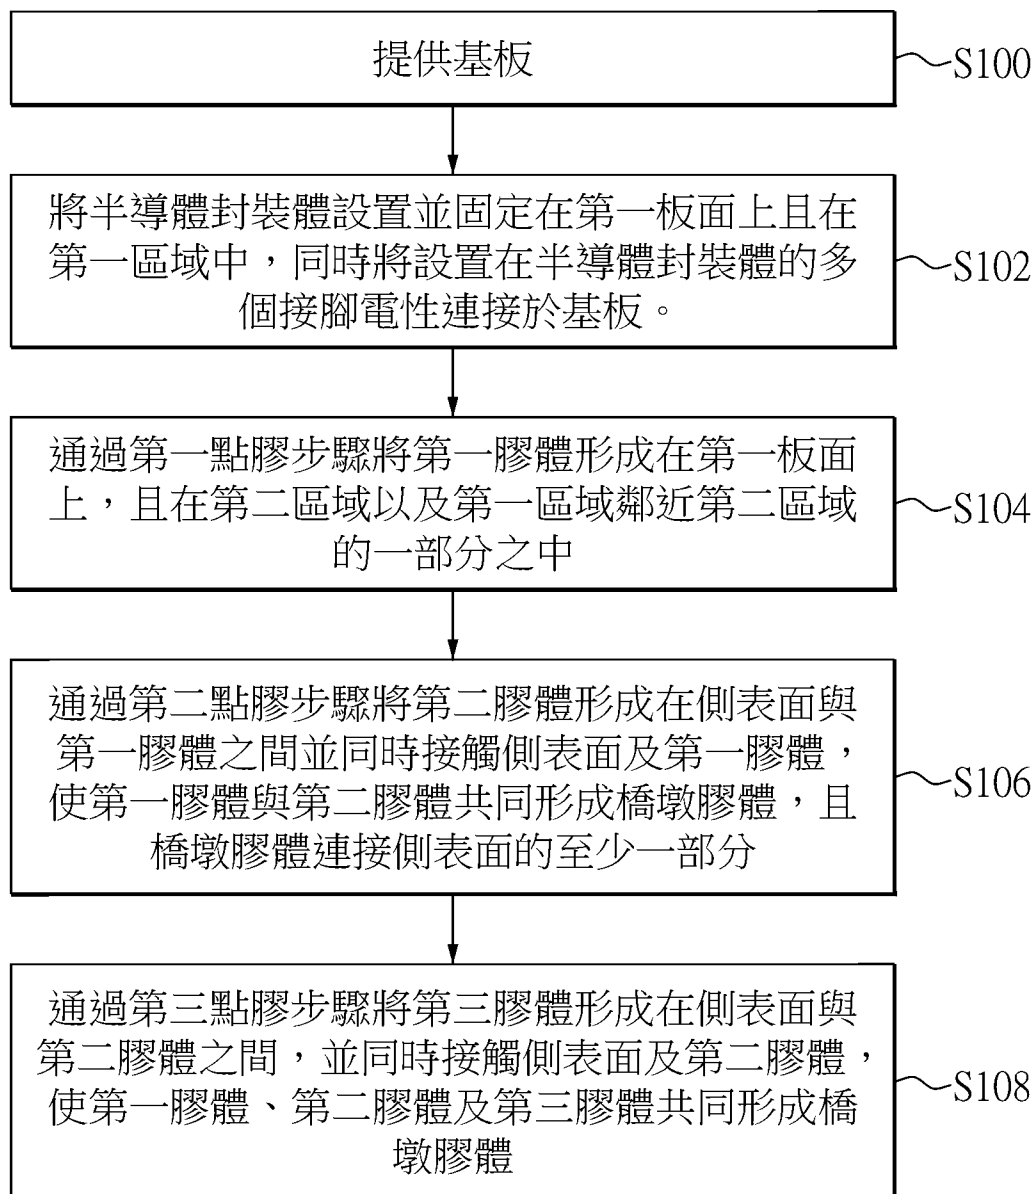 提供基板
S100
將半導體封裝體設置並固定在第一板面上且在
第一區域中，同時將設置在半導體封裝體的多
個接腳電性連接於基板。
S102
通過第一點膠步驟將第一膠體形成在第一板面
上，且在第二區域以及第一區域鄰近第二區域
的一部分之中
S104
通過第二點膠步驟將第二膠體形成在側表面與
第一膠體之間並同時接觸側表面及第一膠體，
使第一膠體與第二膠體共同形成橋墩膠體，且
橋墩膠體連接側表面的至少一部分
S106
通過第三點膠步驟將第三膠體形成在側表面與
第二膠體之間，並同時接觸側表面及第二膠體，
使第一膠體、第二膠體及第三膠體共同形成橋
墩膠體
S108